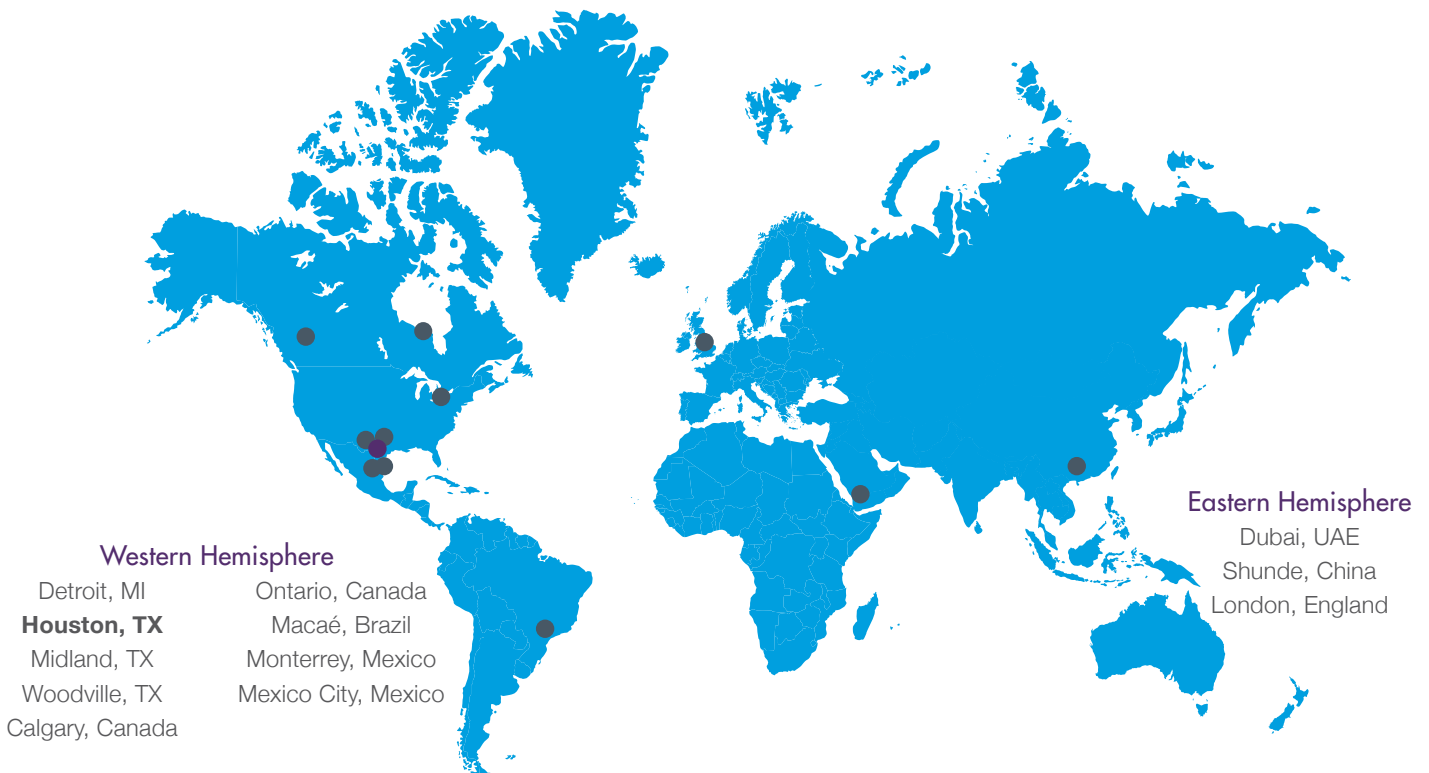 Western Hemisphere
Detroit, MI
Houston, TX
Midland, TX
Woodville, TX
Calgary, Canada
Ontario, Canada
Macaé, Brazil
Monterrey, Mexico
Mexico City, Mexico
Eastern Hemisphere
Dubai, UAE
Shunde, China
London, England